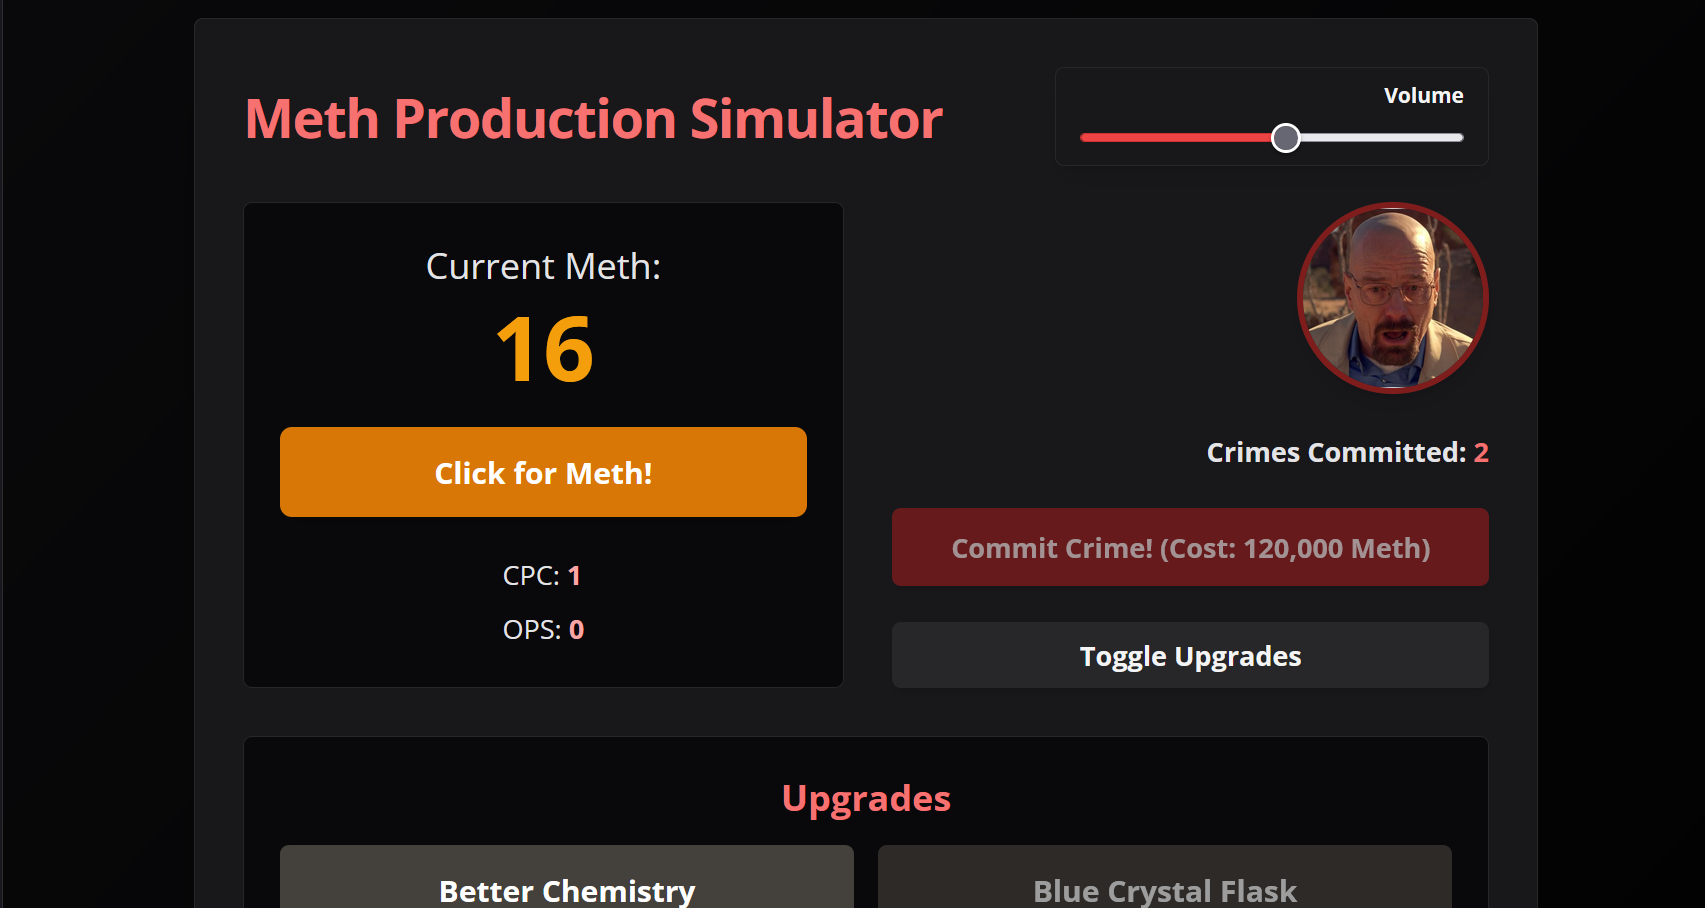 Meth Production Simulator
Volume
Current Meth:
16
Click for Meth!
CPC: 1
OPS: 0
Crimes Committed: 2
Commit Crime! (Cost: 120,000 Meth)
Toggle Upgrades
Upgrades
Better Chemistry
Blue Crystal Flask